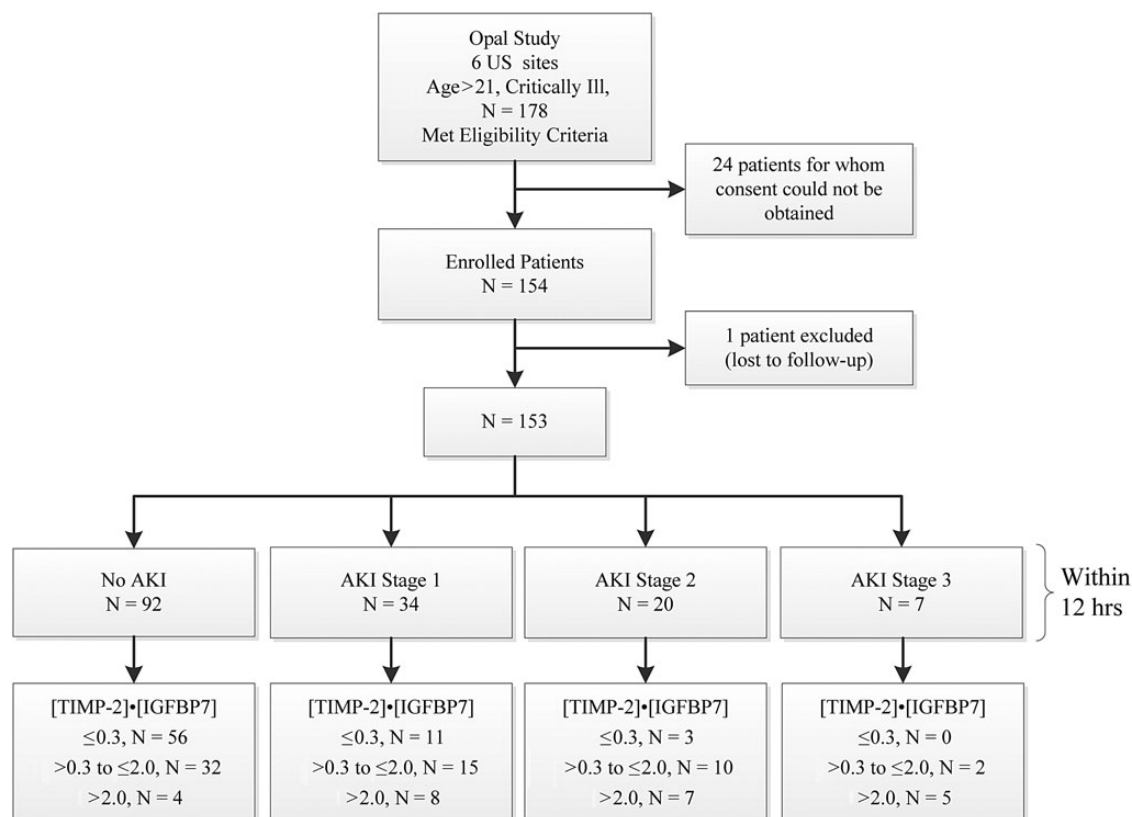 Opal Study
6 US sites
Age>21, Critically Ill,
N = 178
Met Eligibility Criteria
24 patients for whom
consent could not be
obtained
Enrolled Patients
N = 154
1 patient excluded
(lost to follow-up)
N = 153
No AKI
N = 92
AKI Stage 1
N = 34
AKI Stage 2
N = 20
AKI Stage 3
N = 7
Within
12 hrs
[TIMP-2]•[IGFBP7]
≤0.3, N = 56
>0.3 to ≤2.0, N = 32
>2.0, N = 4
[TIMP-2]•[IGFBP7]
≤0.3, N = 11
>0.3 to ≤2.0, N = 15
>2.0, N = 8
[TIMP-2]•[IGFBP7]
≤0.3, N = 3
>0.3 to ≤2.0, N = 10
>2.0, N = 7
[TIMP-2]•[IGFBP7]
≤0.3, N = 0
>0.3 to ≤2.0, N = 2
>2.0, N = 5